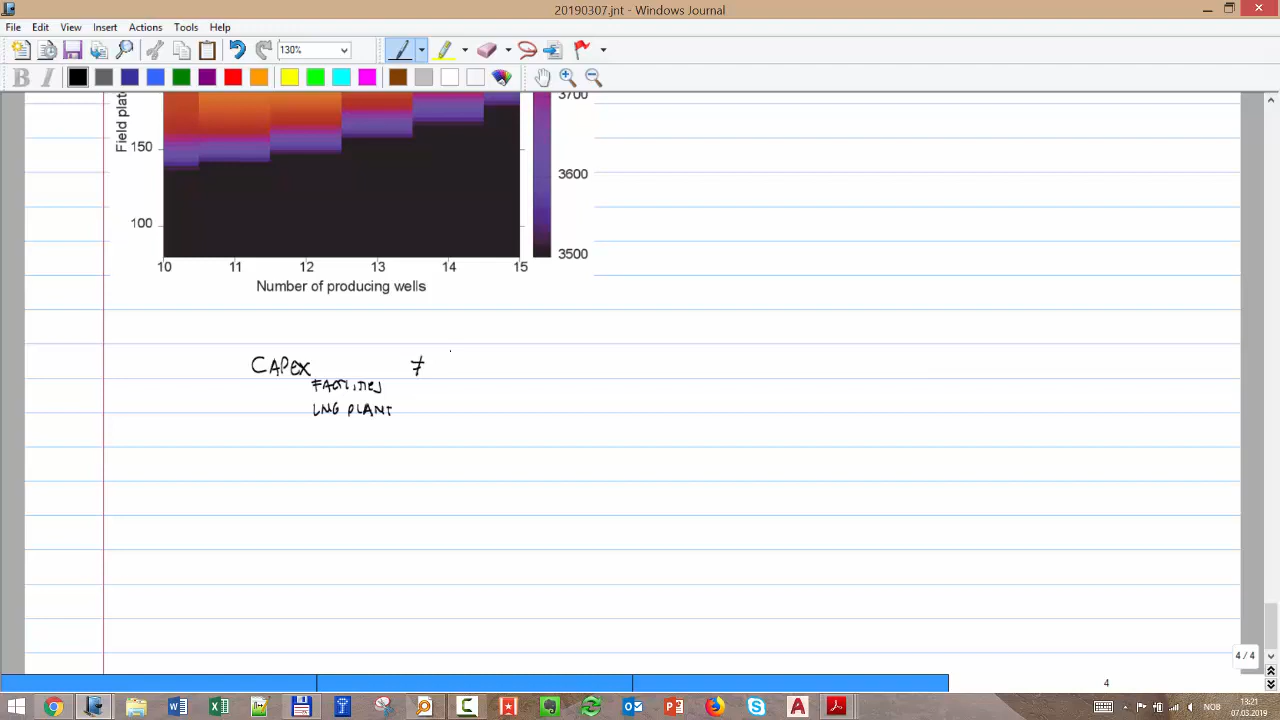 20190307.jnt - Windows Journal
File Edit View Insert Actions Tools Help
130%
B I
Field plate
150
100
10 11 12 13 14 15
Number of producing wells
3700
3600
3500
CAPEX 7
FACILITIES
LNG PLANT
4 / 4
4
NOB
13:21
07.03.2019